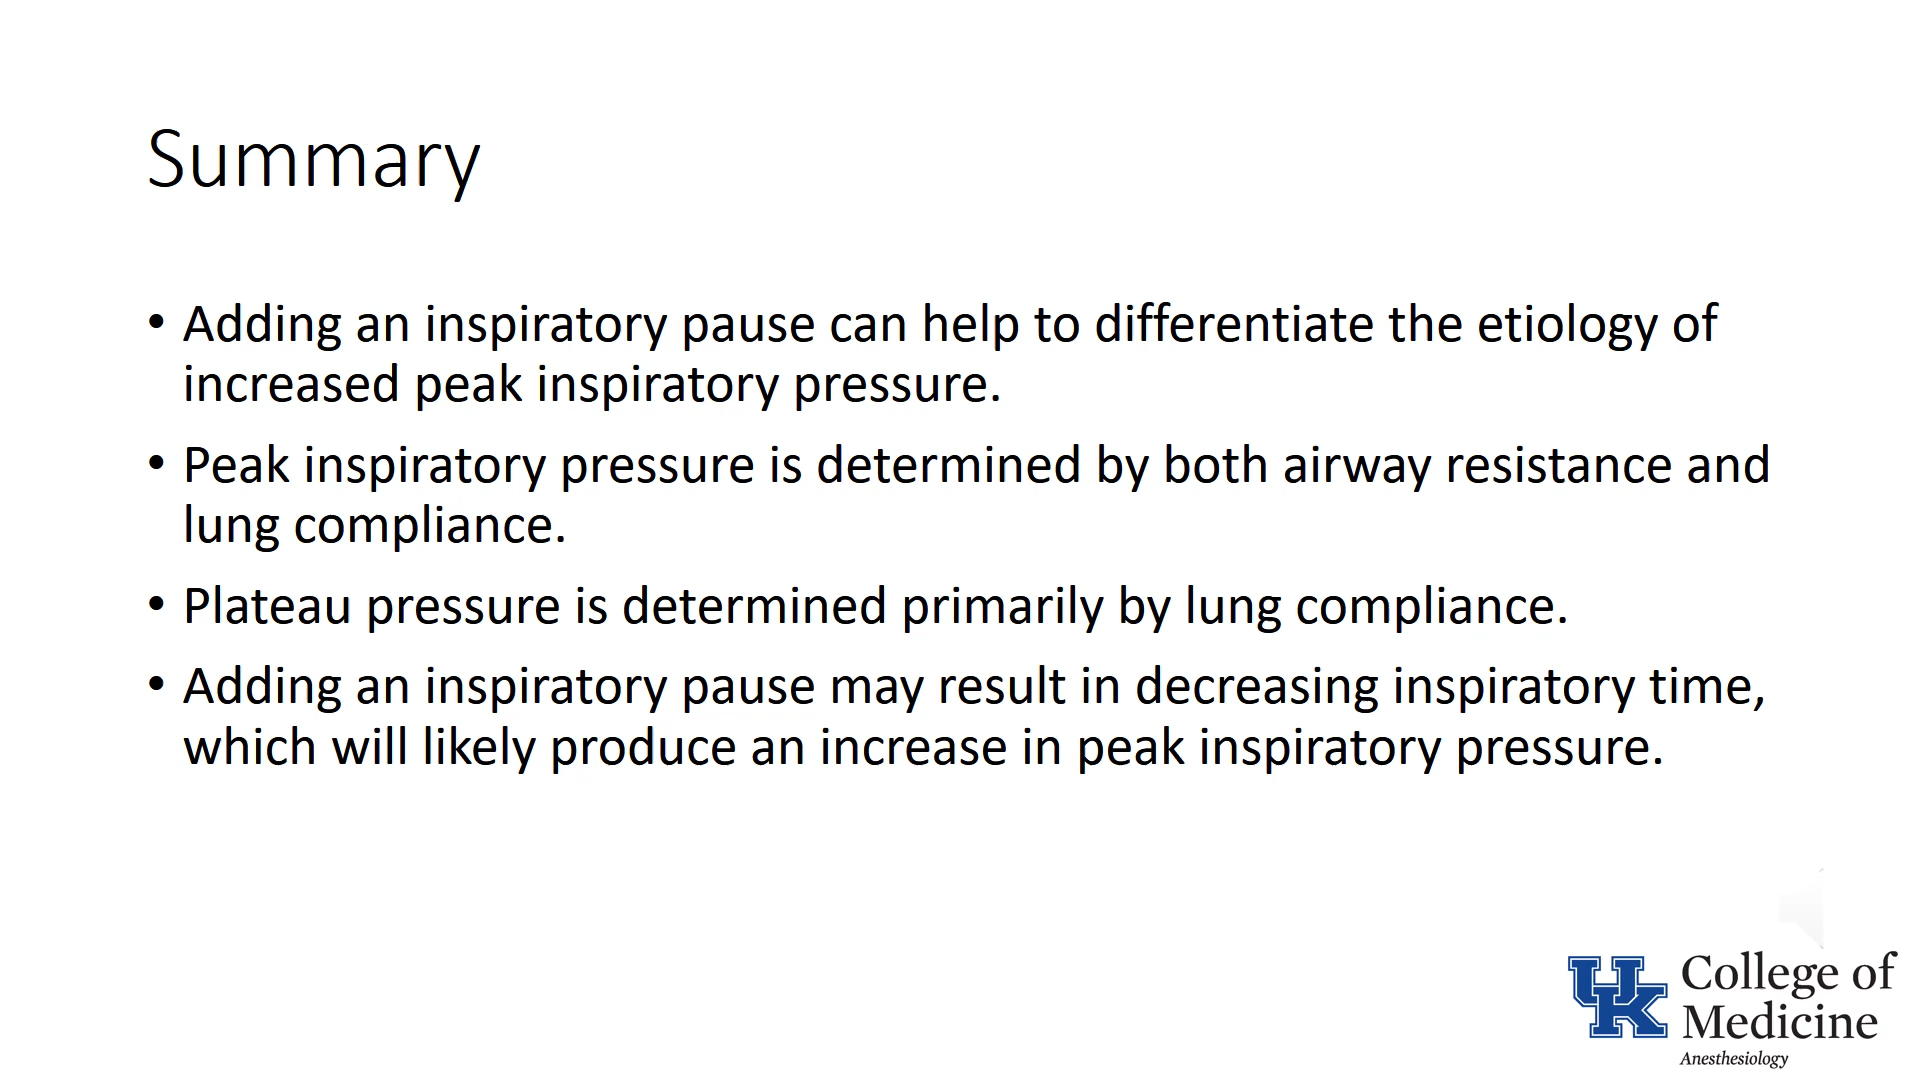 Summary
• Adding an inspiratory pause can help to differentiate the etiology of
increased peak inspiratory pressure.
• Peak inspiratory pressure is determined by both airway resistance and
lung compliance.
• Plateau pressure is determined primarily by lung compliance.
• Adding an inspiratory pause may result in decreasing inspiratory time,
which will likely produce an increase in peak inspiratory pressure.
UK
College of
Medicine
Anesthesiology